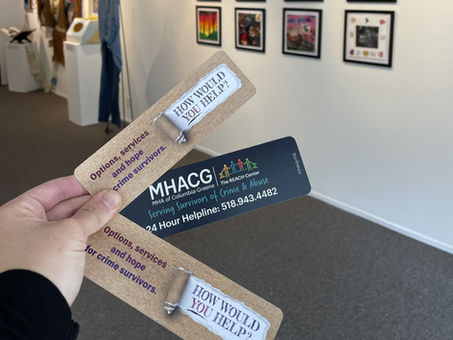 HOW WOULD
YOU HELP?
Options, services
and hope
for crime survivors.
MHACG
MHA of Columbia-Greene
The REACH Center
Serving Survivors of Crime & Abuse
24 Hour Helpline: 518.943.4482
Options, services
and hope
for crime survivors.
HOW WOULD
YOU HELP?